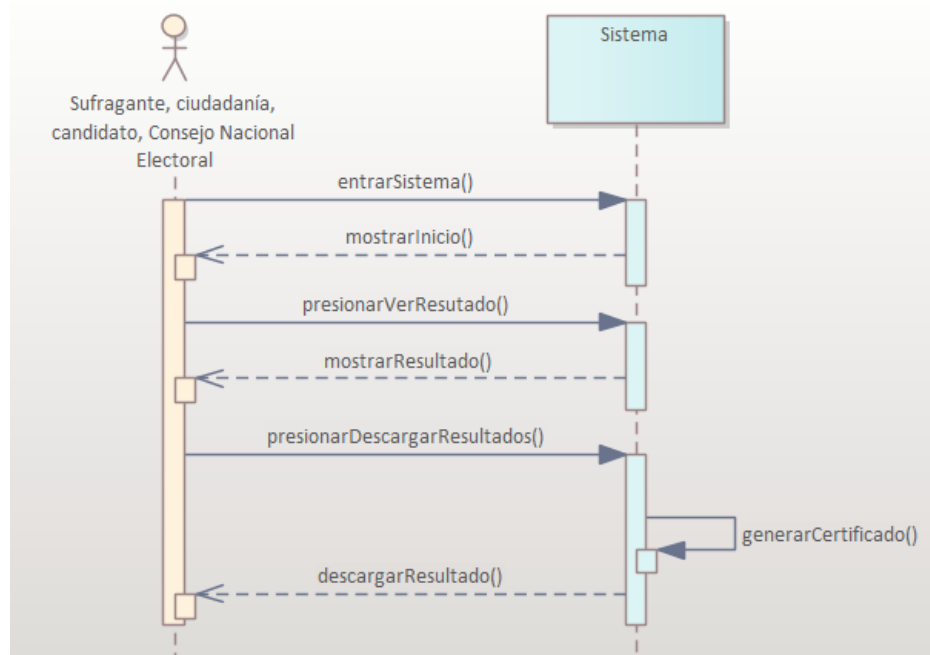 Sistema
Sufragante, ciudadanía,
candidato, Consejo Nacional
Electoral
entrarSistema()
mostrarInicio()
presionarVerResutado()
mostrarResultado()
presionarDescargarResultados()
generarCertificado()
descargarResultado()